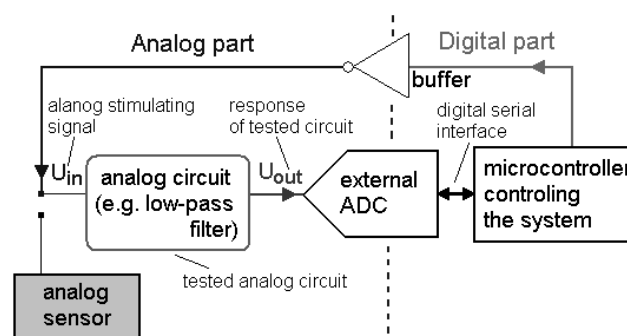 Analog part
Digital part
buffer
alanog stimulating
signal
response
of tested circuit
digital serial
interface
Uin
analog circuit
(e.g. low-pass
filter)
Uout
external
ADC
microcontroller
controling
the system
tested analog circuit
analog
sensor